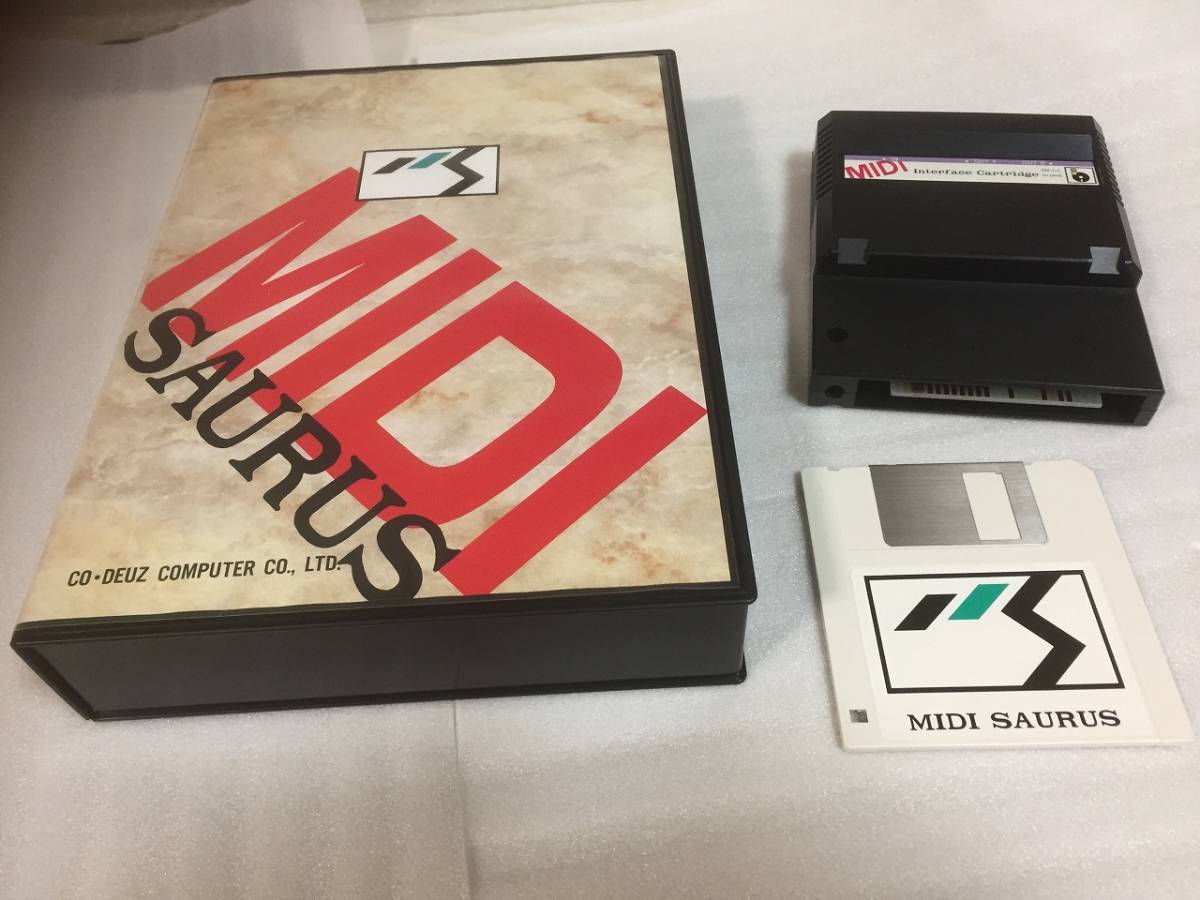 MIDI
SAURUS
CO•DEUZ COMPUTER CO., LTD.
MIDI Interface Cartridge
MIDI SAURUS